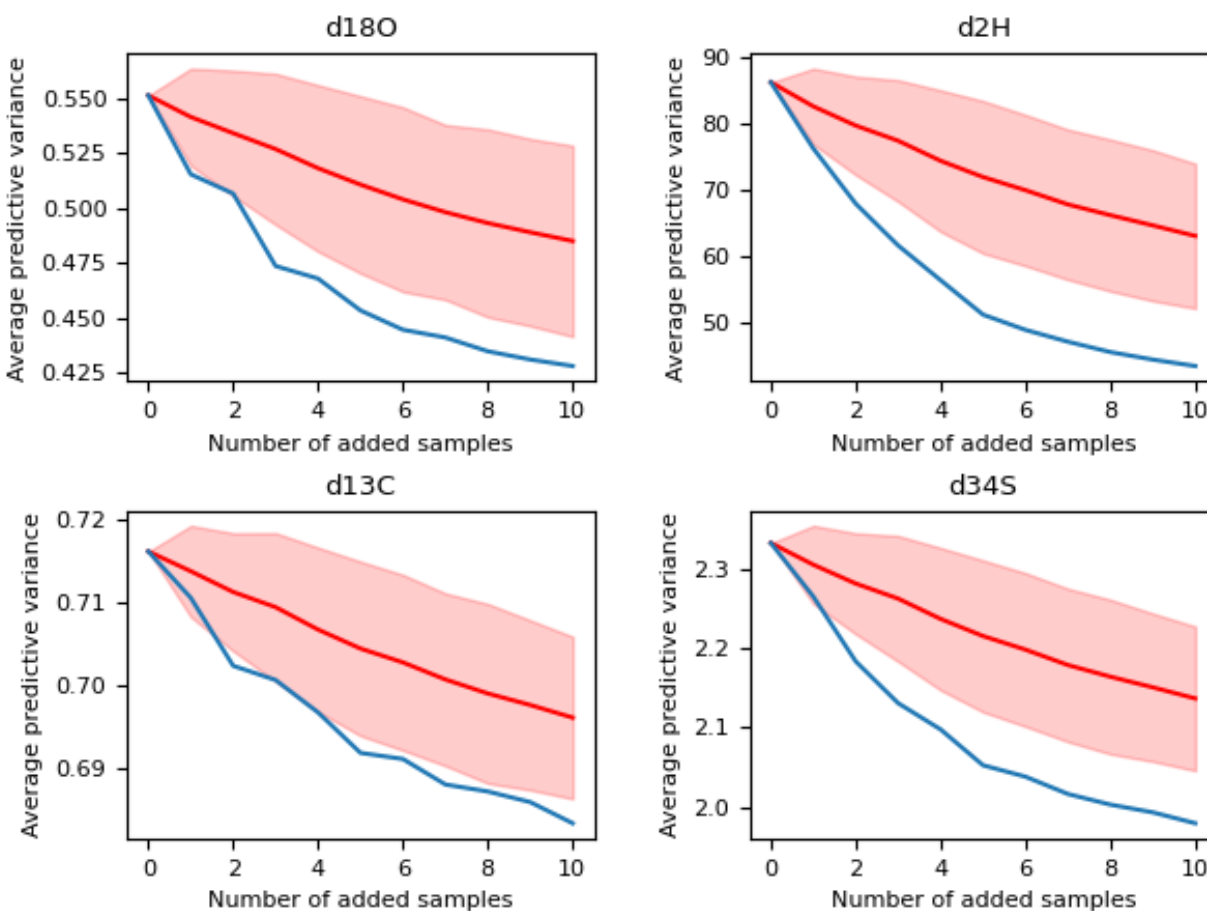 d18O
Average predictive variance
0.550
0.525
0.500
0.475
0.450
0.425
0 2 4 6 8 10
Number of added samples
d2H
Average predictive variance
90
80
70
60
50
0 2 4 6 8 10
Number of added samples
d13C
Average predictive variance
0.72
0.71
0.70
0.69
0 2 4 6 8 10
Number of added samples
d34S
Average predictive variance
2.3
2.2
2.1
2.0
0 2 4 6 8 10
Number of added samples